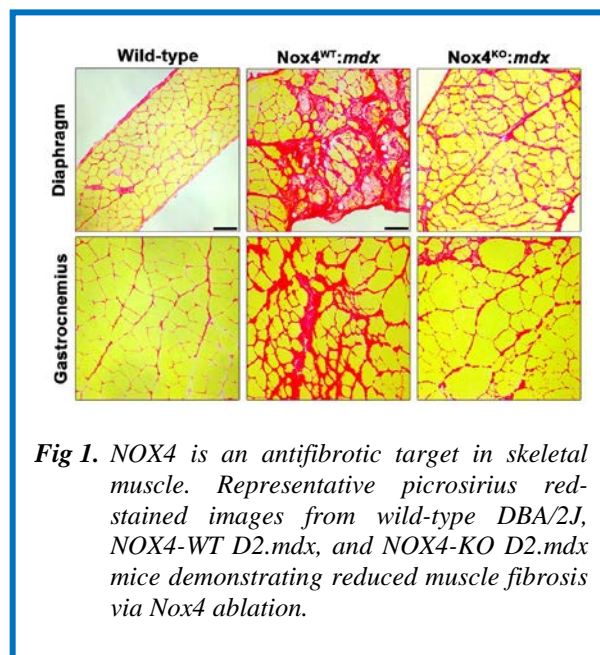 Wild-type Nox4ᵂᵀ:mdx Nox4ᴷᴼ:mdx
Diaphragm
Gastrocnemius
Fig 1. NOX4 is an antifibrotic target in skeletal
muscle. Representative picrosirius red-
stained images from wild-type DBA/2J,
NOX4-WT D2.mdx, and NOX4-KO D2.mdx
mice demonstrating reduced muscle fibrosis
via Nox4 ablation.